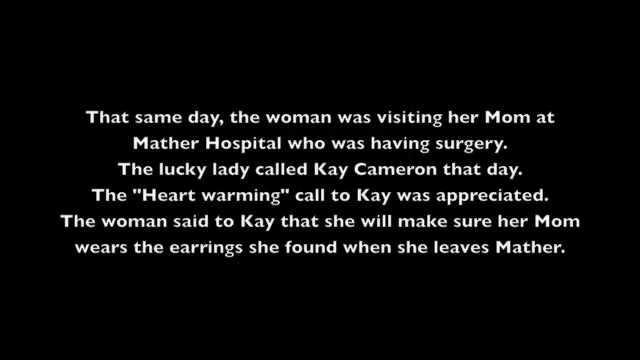 That same day, the woman was visiting her Mom at
Mather Hospital who was having surgery.
The lucky lady called Kay Cameron that day.
The "Heart warming" call to Kay was appreciated.
The woman said to Kay that she will make sure her Mom
wears the earrings she found when she leaves Mather.